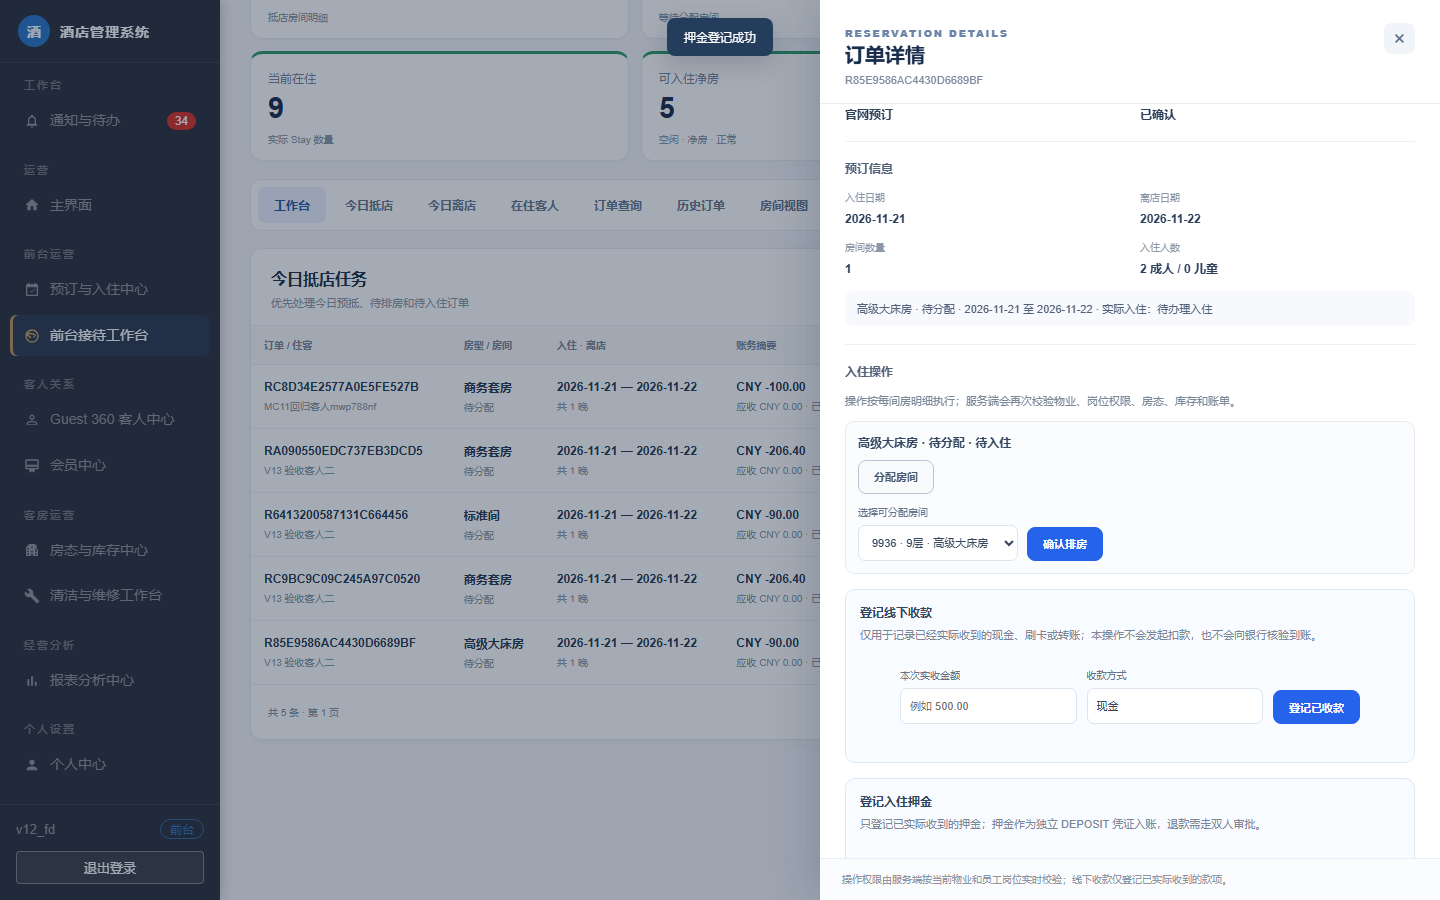 酒 酒店管理系统
工作台
通知与待办 34
运营
主界面
前台运营
预订与入住中心
前台接待工作台
客人关系
Guest 360 客人中心
会员中心
客房运营
房态与库存中心
清洁与维修工作台
经营分析
报表分析中心
个人设置
个人中心
v12_fd 前台
退出登录
抵店房间明细
等待分配房间
押金登记成功
当前在住
9
实际 Stay 数量
可入住净房
5
空闲 · 净房 · 正常
工作台 今日抵店 今日离店 在住客人 订单查询 历史订单 房间视图
今日抵店任务
优先处理今日预抵、待排房和待入住订单
订单 / 住客 房型 / 房间 入住 · 离店 账务摘要
RC8D34E2577A0E5FE527B 商务套房 2026-11-21 — 2026-11-22 CNY -100.00
MC11回归客人mwp788nf 待分配 共 1 晚 应收 CNY 0.00 · 已
RA090550EDC737EB3DCD5 商务套房 2026-11-21 — 2026-11-22 CNY -206.40
V13 验收客人二 待分配 共 1 晚 应收 CNY 0.00 · 已
R6413200587131C664456 标准间 2026-11-21 — 2026-11-22 CNY -90.00
V13 验收客人二 待分配 共 1 晚 应收 CNY 0.00 · 已
RC9BC9C09C245A97C0520 商务套房 2026-11-21 — 2026-11-22 CNY -206.40
V13 验收客人二 待分配 共 1 晚 应收 CNY 0.00 · 已
R85E9586AC4430D6689BF 高级大床房 2026-11-21 — 2026-11-22 CNY -90.00
V13 验收客人二 待分配 共 1 晚 应收 CNY 0.00 · 已
共 5 条 · 第 1 页
RESERVATION DETAILS
订单详情
R85E9586AC4430D6689BF
官网预订 已确认
预订信息
入住日期 离店日期
2026-11-21 2026-11-22
房间数量 入住人数
1 2 成人 / 0 儿童
高级大床房 · 待分配 · 2026-11-21 至 2026-11-22 · 实际入住：待办理入住
入住操作
操作按每间房明细执行；服务端会再次校验物业、岗位权限、房态、库存和账单。
高级大床房 · 待分配 · 待入住
分配房间
选择可分配房间
9936 · 9层 · 高级大床房 确认排房
登记线下收款
仅用于记录已经实际收到的现金、刷卡或转账；本操作不会发起扣款，也不会向银行核验到账。
本次实收金额 收款方式
例如 500.00 现金 登记已收款
登记入住押金
只登记已实际收到的押金；押金作为独立 DEPOSIT 凭证入账，退款需走双人审批。
操作权限由服务端按当前物业和员工岗位实时校验；线下收款仅登记已实际收到的款项。